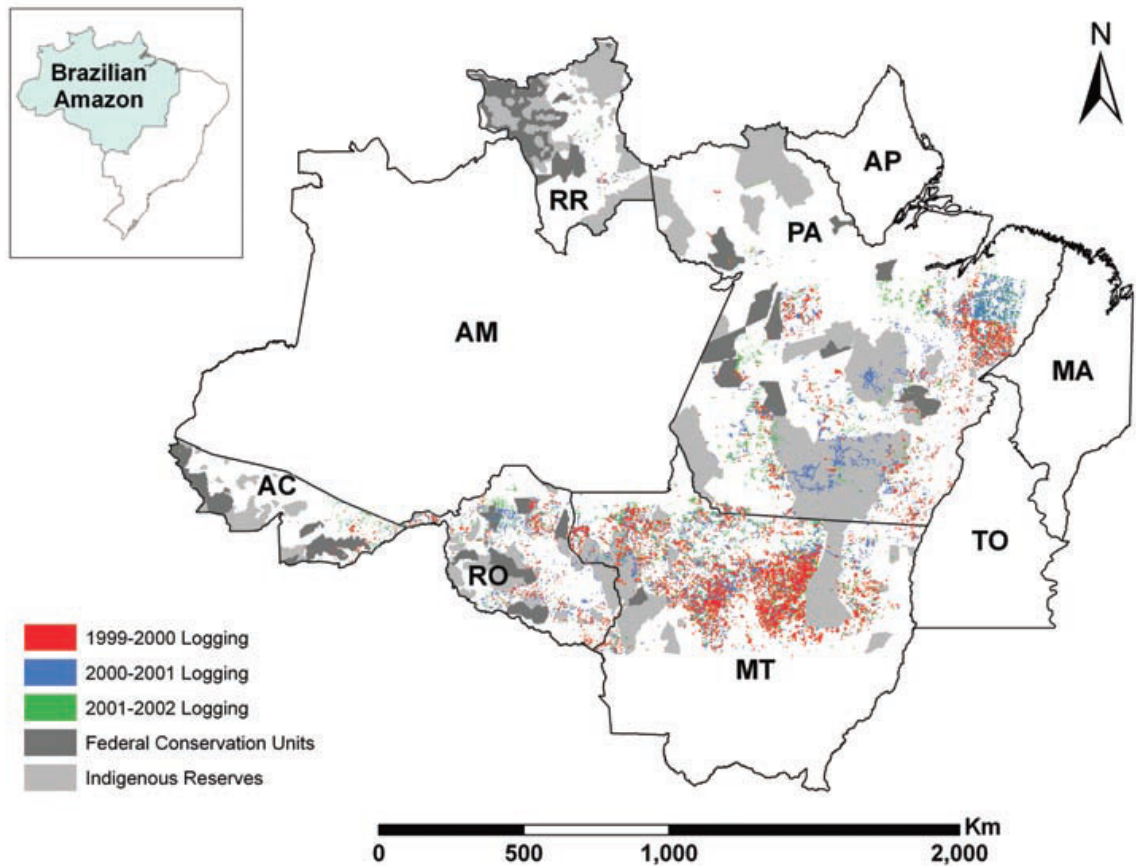 Brazilian
Amazon
N
RR
AP
PA
AM
MA
AC
TO
RO
MT
1999-2000 Logging
2000-2001 Logging
2001-2002 Logging
Federal Conservation Units
Indigenous Reserves
Km
0 500 1,000 2,000